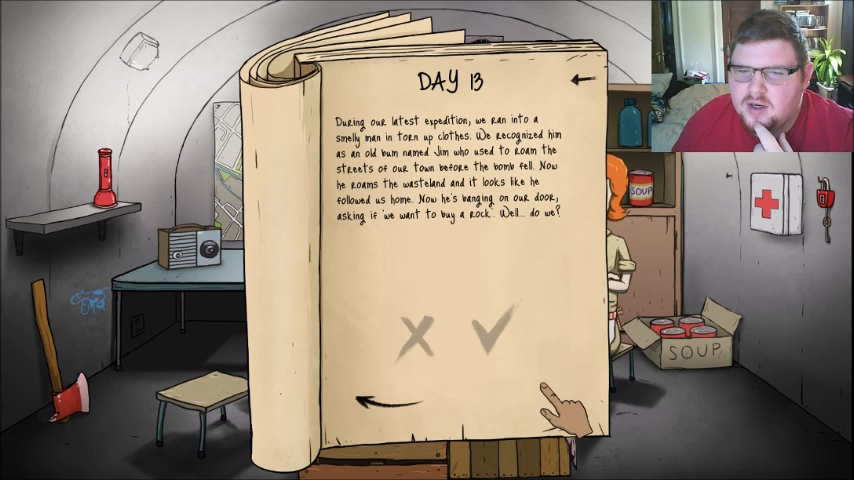 DAY 13
During our latest expedition, we ran into a
smelly man in torn up clothes. We recognized him
as an old bum named Jim who used to roam the
streets of our town before the bomb fell. Now
he roams the wasteland and it looks like he
followed us home. Now he's banging on our door,
asking if 'we want to buy a rock'. Well... do we?
SOUP
SOUP